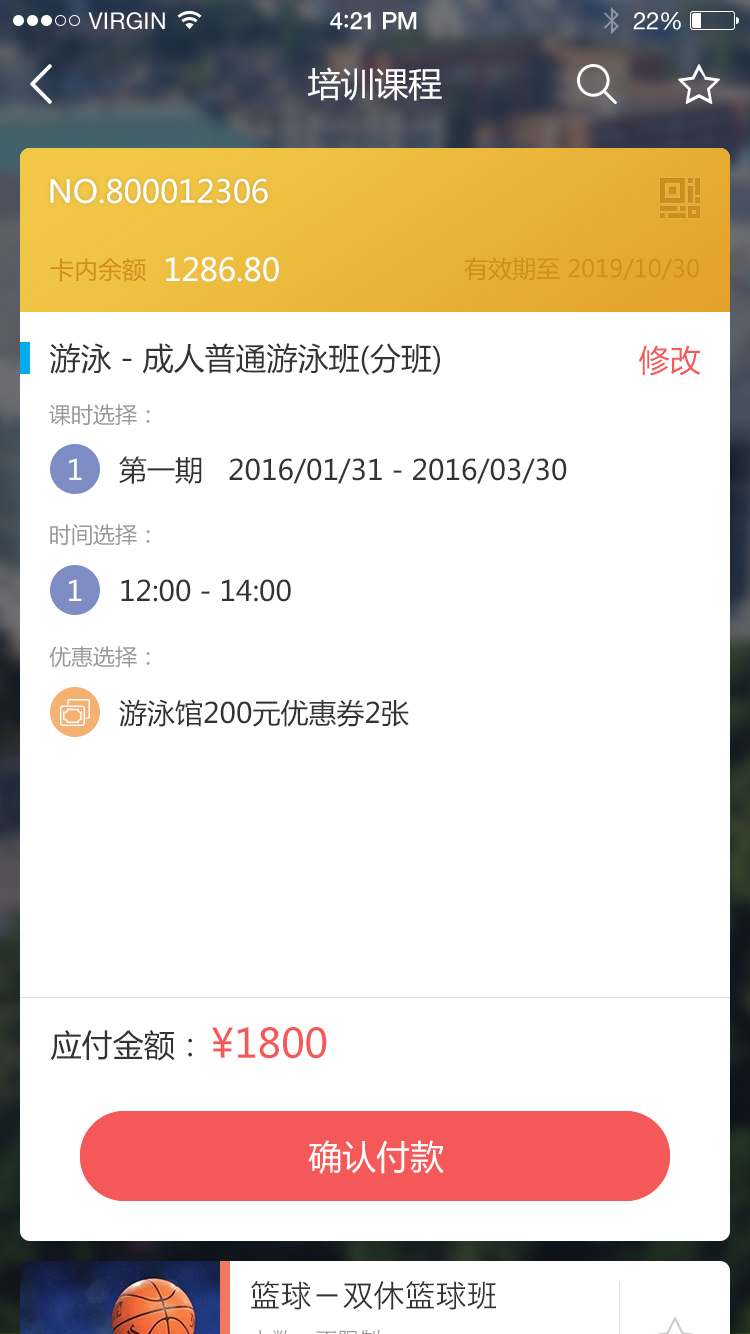 VIRGIN 4:21 PM 22%
培训课程
NO.800012306
卡内余额 1286.80 有效期至 2019/10/30
游泳 - 成人普通游泳班(分班) 修改
课时选择：
1 第一期 2016/01/31 - 2016/03/30
时间选择：
1 12:00 - 14:00
优惠选择：
游泳馆200元优惠券2张
应付金额：¥1800
确认付款
篮球－双休篮球班